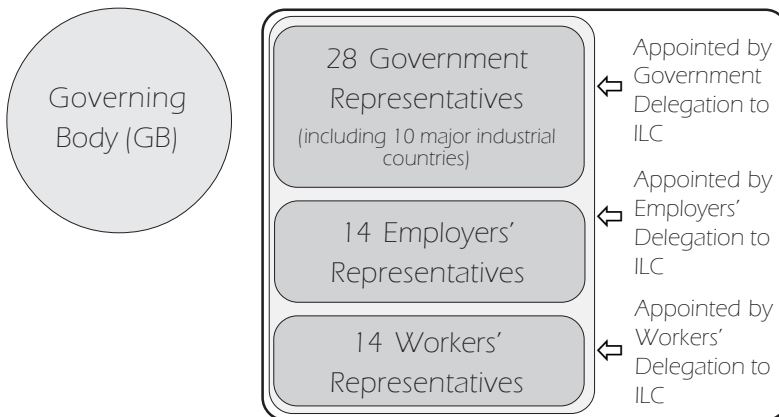 Governing
Body (GB)
28 Government
Representatives
(including 10 major industrial
countries)
Appointed by
Government
Delegation to
ILC
14 Employers’
Representatives
Appointed by
Employers’
Delegation to
ILC
14 Workers’
Representatives
Appointed by
Workers’
Delegation to
ILC